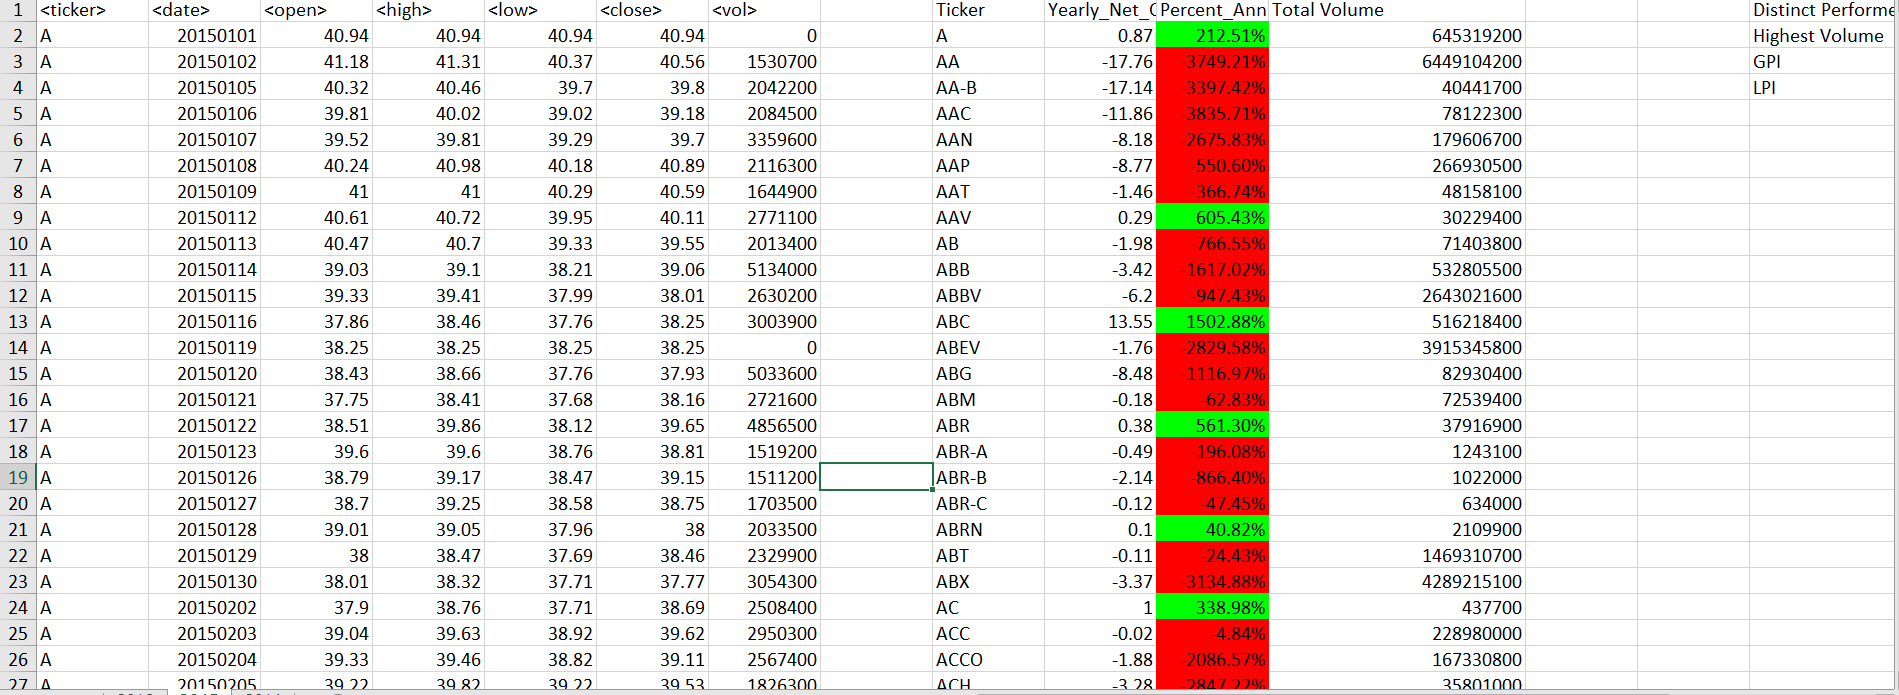 1 <ticker> <date> <open> <high> <low> <close> <vol> Ticker Yearly_Net_C Percent_Ann Total Volume Distinct Performe
2 A 20150101 40.94 40.94 40.94 40.94 0 A 0.87 212.51% 645319200 Highest Volume
3 A 20150102 41.18 41.31 40.37 40.56 1530700 AA -17.76 -3749.21% 6449104200 GPI
4 A 20150105 40.32 40.46 39.7 39.8 2042200 AA-B -17.14 -3397.42% 40441700 LPI
5 A 20150106 39.81 40.02 39.02 39.18 2084500 AAC -11.86 -3835.71% 78122300
6 A 20150107 39.52 39.81 39.29 39.7 3359600 AAN -8.18 -2675.83% 179606700
7 A 20150108 40.24 40.98 40.18 40.89 2116300 AAP -8.77 -550.60% 266930500
8 A 20150109 41 41 40.29 40.59 1644900 AAT -1.46 -366.74% 48158100
9 A 20150112 40.61 40.72 39.95 40.11 2771100 AAV 0.29 605.43% 30229400
10 A 20150113 40.47 40.7 39.33 39.55 2013400 AB -1.98 -766.55% 71403800
11 A 20150114 39.03 39.1 38.21 39.06 5134000 ABB -3.42 -1617.02% 532805500
12 A 20150115 39.33 39.41 37.99 38.01 2630200 ABBV -6.2 -947.43% 2643021600
13 A 20150116 37.86 38.46 37.76 38.25 3003900 ABC 13.55 1502.88% 516218400
14 A 20150119 38.25 38.25 38.25 38.25 0 ABEV -1.76 -2829.58% 3915345800
15 A 20150120 38.43 38.66 37.76 37.93 5033600 ABG -8.48 -1116.97% 82930400
16 A 20150121 37.75 38.41 37.68 38.16 2721600 ABM -0.18 -62.83% 72539400
17 A 20150122 38.51 39.86 38.12 39.65 4856500 ABR 0.38 561.30% 37916900
18 A 20150123 39.6 39.6 38.76 38.81 1519200 ABR-A -0.49 -196.08% 1243100
19 A 20150126 38.79 39.17 38.47 39.15 1511200 ABR-B -2.14 -866.40% 1022000
20 A 20150127 38.7 39.25 38.58 38.75 1703500 ABR-C -0.12 -47.45% 634000
21 A 20150128 39.01 39.05 37.96 38 2033500 ABRN 0.1 40.82% 2109900
22 A 20150129 38 38.47 37.69 38.46 2329900 ABT -0.11 -24.43% 1469310700
23 A 20150130 38.01 38.32 37.71 37.77 3054300 ABX -3.37 -3134.88% 4289215100
24 A 20150202 37.9 38.76 37.71 38.69 2508400 AC 1 338.98% 437700
25 A 20150203 39.04 39.63 38.92 39.62 2950300 ACC -0.02 -4.84% 228980000
26 A 20150204 39.33 39.46 38.82 39.11 2567400 ACCO -1.88 -2086.57% 167330800
27 A 20150205 39.22 39.82 39.22 39.53 1826300 ACH -3.28 -2847.22% 35801000